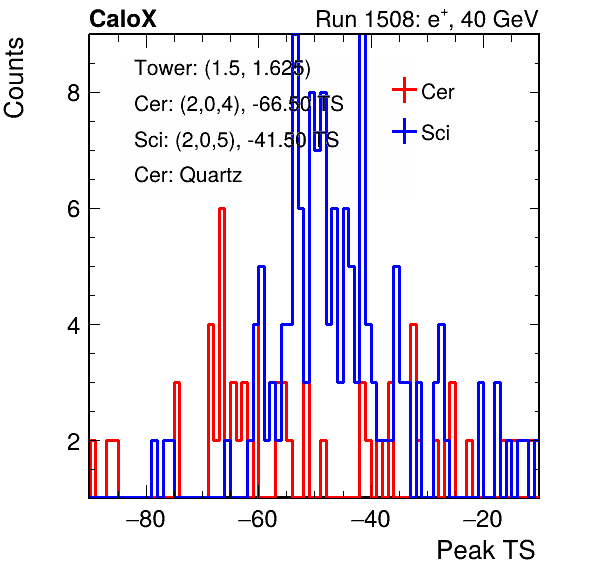 CaloX Run 1508: e+, 40 GeV
Counts
Tower: (1.5, 1.625)
Cer: (2,0,4), -66.50 TS
Sci: (2,0,5), -41.50 TS
Cer: Quartz
Cer
Sci
8
6
4
2
−80 −60 −40 −20
Peak TS